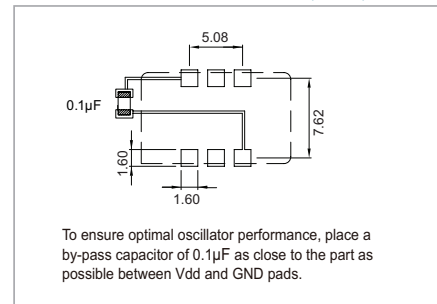 5.08
0.1µF
7.62
1.60
1.60
To ensure optimal oscillator performance, place a
by-pass capacitor of 0.1µF as close to the part as
possible between Vdd and GND pads.